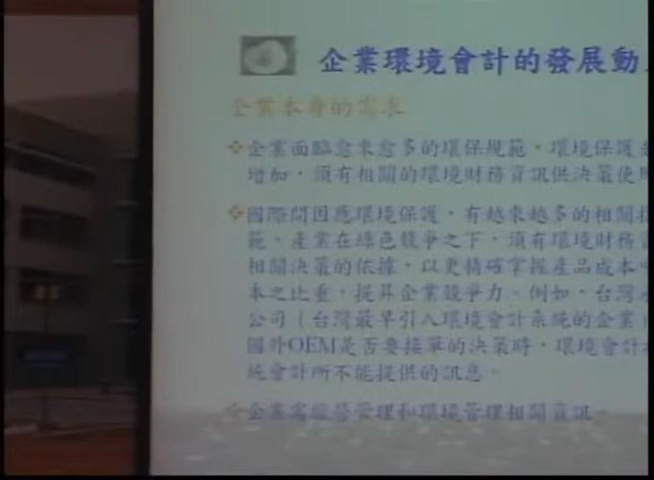 企業環境會計的發展動
企業本身的需求
企業面臨愈來愈多的環保規範，環境保護
增加，須有相關的環境財務資訊供決策使用
國際間因應環境保護，有越來越多的相關
範，產業在綠色競爭之下，須有環境財務資
相關決策的依據，以更精確掌握產品成本
本之比重，提昇企業競爭力。例如，台灣
公司（台灣最早引入環境會計系統的企業
國外OEM是否要接單的決策時，環境會計
統會計所不能提供的訊息。
企業需經營管理和環境管理相關資訊。